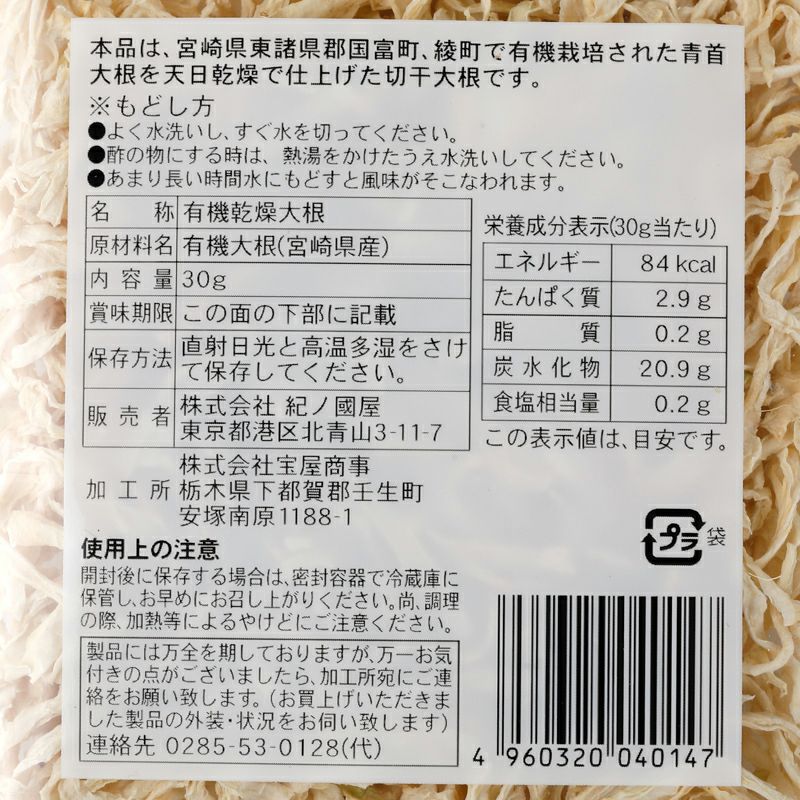 本品は、宮崎県東諸県郡国富町、綾町で有機栽培された青首
大根を天日乾燥で仕上げた切干大根です。
※もどし方
●よく水洗いし、すぐ水を切ってください。
●酢の物にする時は、熱湯をかけたうえ水洗いしてください。
●あまり長い時間水にもどすと風味がそこなわれます。
名称 有機乾燥大根
原材料名 有機大根(宮崎県産)
内容量 30g
賞味期限 この面の下部に記載
保存方法 直射日光と高温多湿をさけ
て保存してください。
販売者 株式会社 紀ノ國屋
東京都港区北青山3-11-7
加工所 株式会社宝屋商事
栃木県下都賀郡壬生町
安塚南原1188-1
栄養成分表示(30g当たり)
エネルギー 84kcal
たんぱく質 2.9g
脂質 0.2g
炭水化物 20.9g
食塩相当量 0.2g
この表示値は、目安です。
プラ 袋
使用上の注意
開封後に保存する場合は、密封容器で冷蔵庫に
保管し、お早めにお召し上がりください。尚、調理
の際、加熱等によるやけどにご注意ください。
製品には万全を期しておりますが、万一お気
付きの点がございましたら、加工所宛にご連
絡をお願い致します。(お買上げいただきま
した製品の外装・状況をお伺い致します)
連絡先 0285-53-0128(代)
4 960320 040147